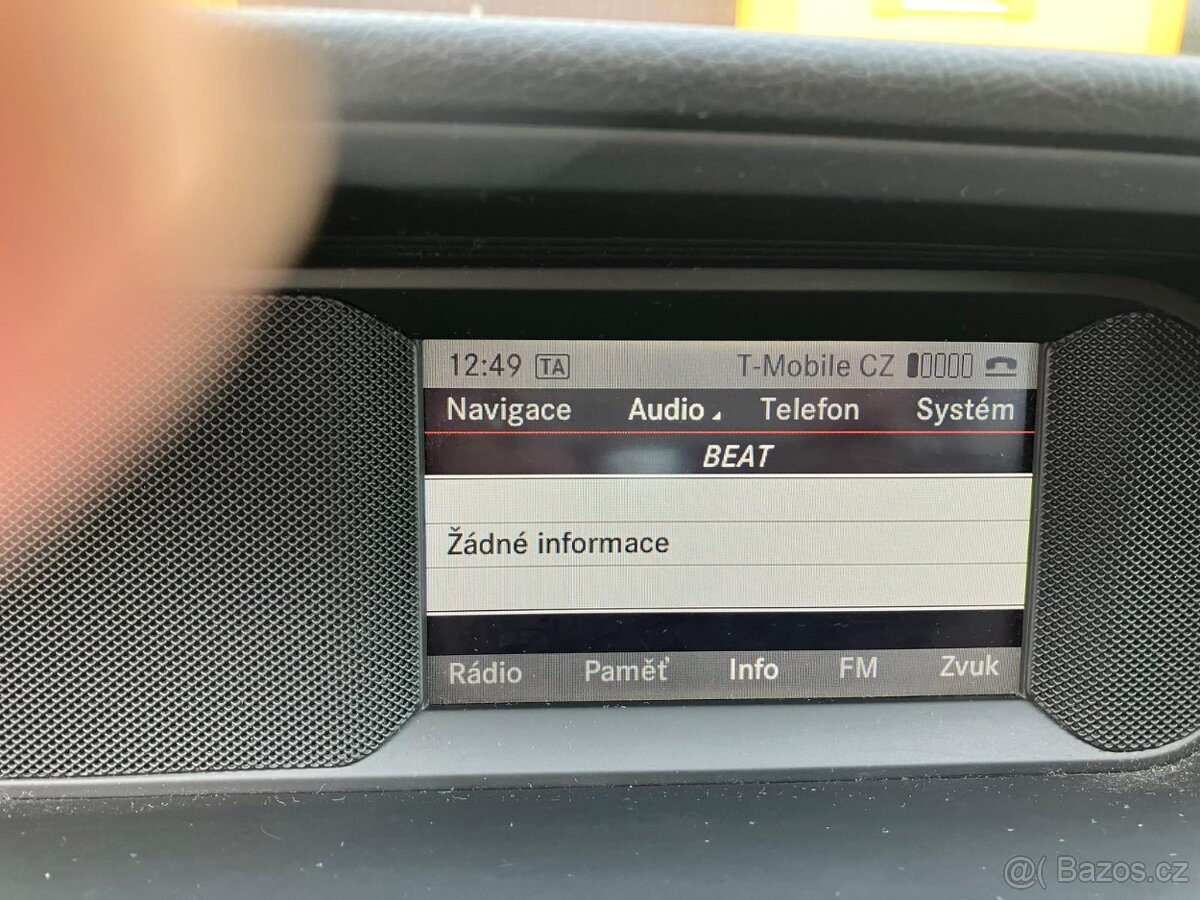 12:49 TA T-Mobile CZ
Navigace Audio Telefon Systém
BEAT
Žádné informace
Rádio Paměť Info FM Zvuk
@( Bazos.cz